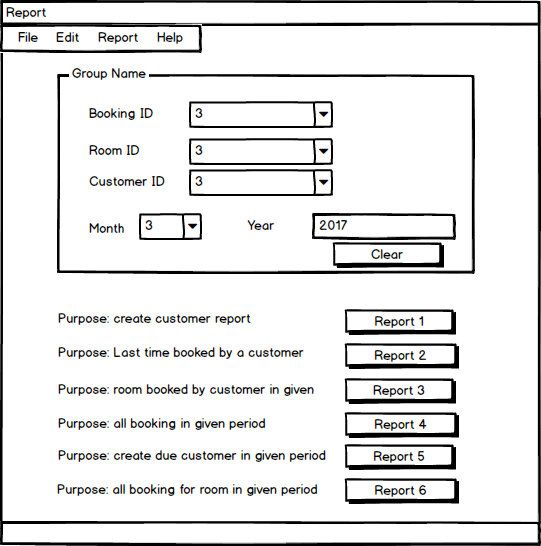 Report
File Edit Report Help
Group Name
Booking ID 3
Room ID 3
Customer ID 3
Month 3 Year 2017
Clear
Purpose: create customer report Report 1
Purpose: Last time booked by a customer Report 2
Purpose: room booked by customer in given Report 3
Purpose: all booking in given period Report 4
Purpose: create due customer in given period Report 5
Purpose: all booking for room in given period Report 6